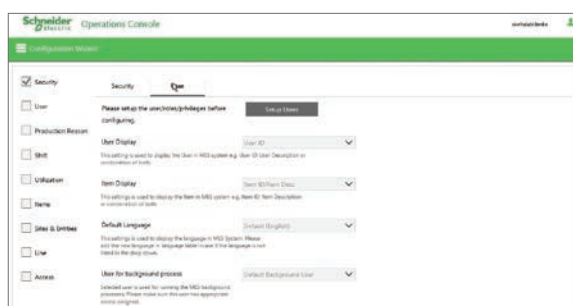 Schneider Electric
Operations Console
Configuration Wizard
Security
User
Production Reason
Shift
Utilization
Items
Sites & Entities
Line
Access
Security
User
Please setup the user/roles/privileges before
configuring.
Setup Users
User Display
User ID
This setting is used to display the User in MES system e.g. User ID User Description or
combination of both
Item Display
Item ID/Item Desc
This setting is used to display the Item in MES system e.g. Item ID Item Description
or combination of both
Default Language
Default (English)
This settings is used to display the language in MES System. Please
add the new language in language table in case if the language is not
listed in the drop down.
User for background process
Default Background User
Selected user is used for running the MES background
processes. Please make sure this user has appropriate
access assigned.